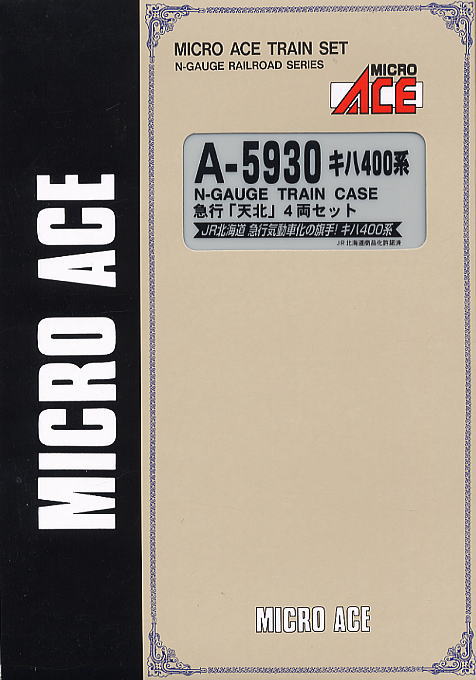 MICRO ACE
MICRO ACE TRAIN SET
N-GAUGE RAILROAD SERIES
MICRO
ACE
A-5930 キハ400系
N-GAUGE TRAIN CASE
急行「天北」4両セット
JR北海道 急行気動車化の旗手!キハ400系
JR北海道商品化許諾済
MICRO ACE